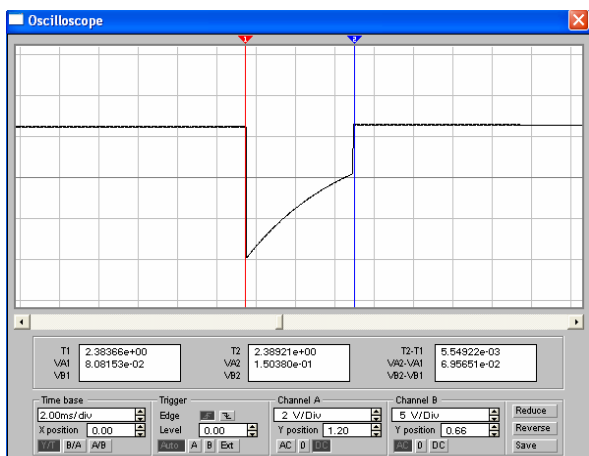 Oscilloscope
1
2
T1 2.38366e+00 T2 2.38921e+00 T2-T1 5.54922e-03
VA1 8.08153e-02 VA2 1.50380e-01 VA2-VA1 6.95651e-02
VB1 VB2 VB2-VB1
Time base Trigger Channel A Channel B
2.00ms/div Edge 2 V/Div 5 V/Div Reduce
X position 0.00 Level 0.00 Y position 1.20 Y position 0.66 Reverse
Y/T B/A A/B Auto A B Ext AC 0 DC AC 0 DC Save